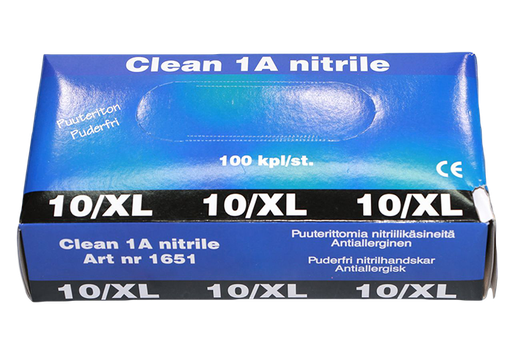 Clean 1A nitrile
Puuteriton
Puderfri
100 kpl/st.
CE
10/XL 10/XL 10/XL
Clean 1A nitrile
Art nr 1651
Puuterittomia nitriilikäsineitä
Antiallerginen
Puderfri nitrilhandskar
Antiallergisk
10/XL 10/XL 10/XL